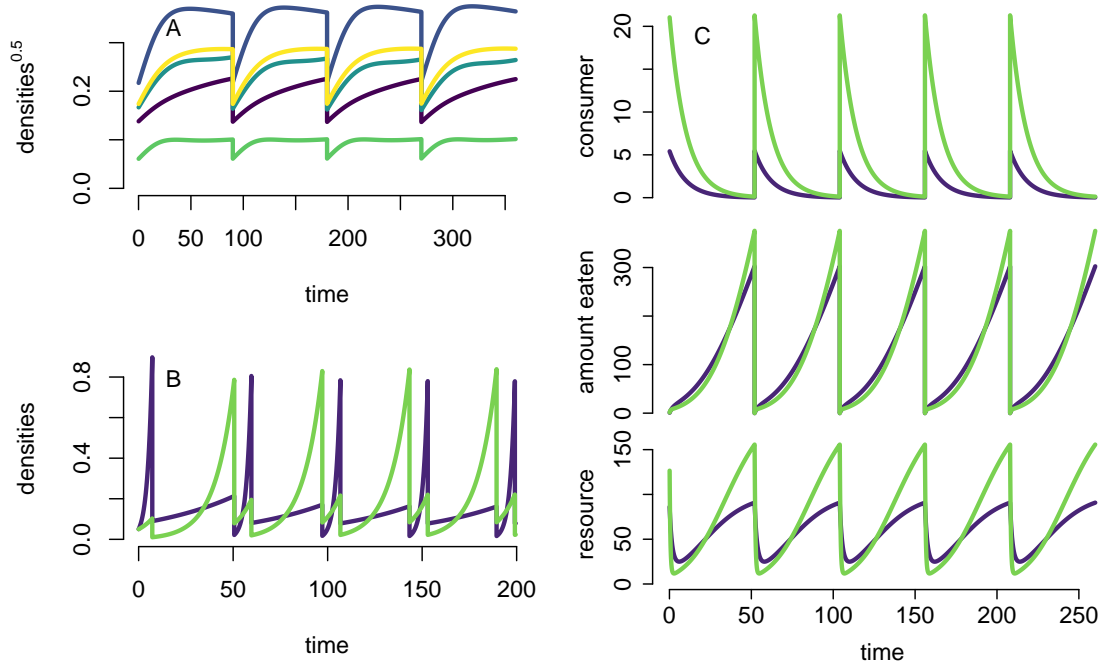 A
densities^0.5
0.0 0.2
0 50 100 200 300
time
B
densities
0.0 0.4 0.8
0 50 100 150 200
time
C
consumer
0 5 10 20
amount eaten
0 100 300
resource
0 50 150
0 50 100 150 200 250
time